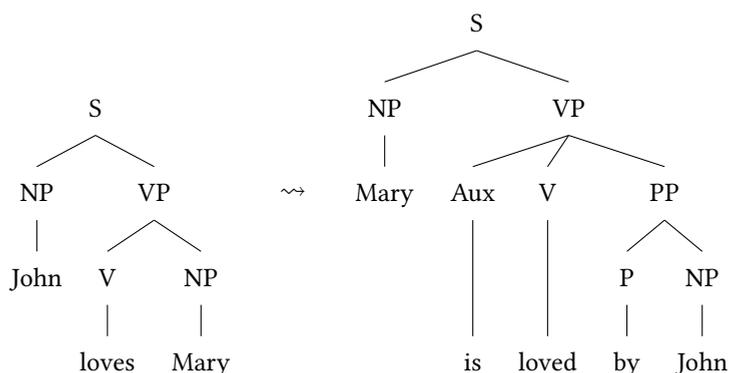 S
NP VP
John V NP
loves Mary
⇝
S
NP VP
Mary Aux V PP
P NP
is loved by John